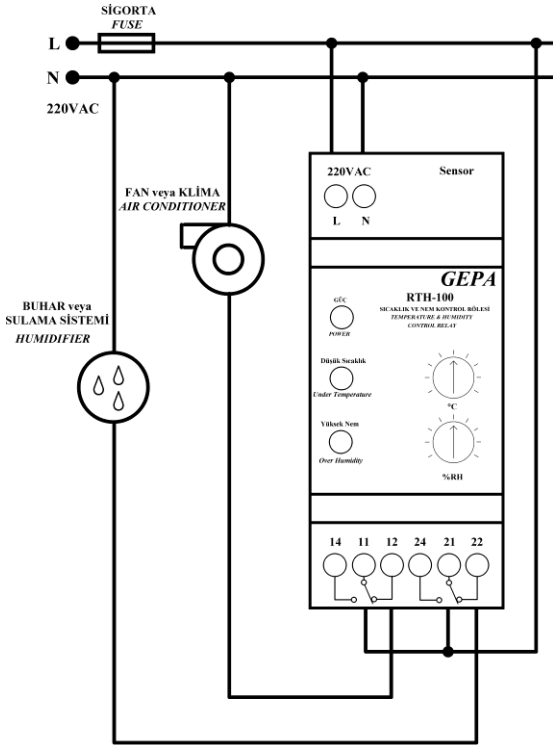 SİGORTA
FUSE
L
N
220VAC
FAN veya KLİMA
AIR CONDITIONER
BUHAR veya
SULAMA SİSTEMİ
HUMIDIFIER
220VAC
Sensor
L N
GEPA
RTH-100
SICAKLIK VE NEM KONTROL RÖLESİ
TEMPERATURE & HUMIDITY
CONTROL RELAY
GÜÇ
POWER
Düşük Sıcaklık
Under Temperature
°C
Yüksek Nem
Over Humidity
%RH
14 11 12 24 21 22